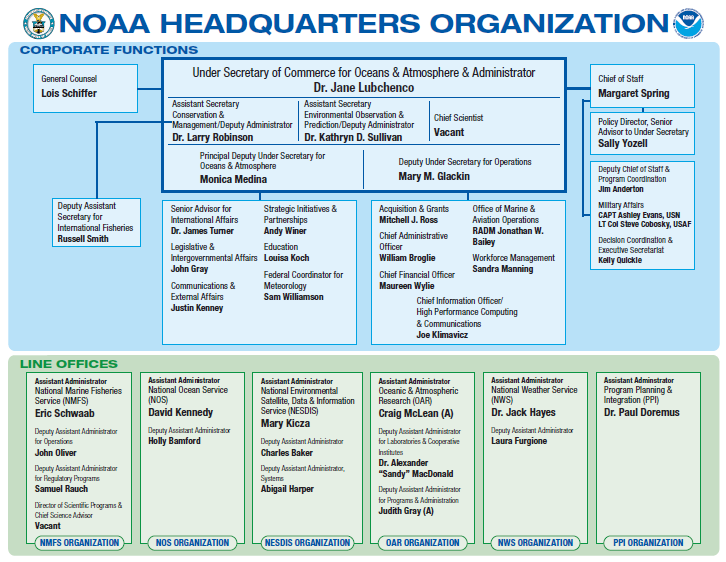 NOAA HEADQUARTERS ORGANIZATION
CORPORATE FUNCTIONS
General Counsel
Lois Schiffer
Under Secretary of Commerce for Oceans & Atmosphere & Administrator
Dr. Jane Lubchenco
Assistant Secretary
Conservation &
Management/Deputy Administrator
Dr. Larry Robinson
Assistant Secretary
Environmental Observation &
Prediction/Deputy Administrator
Dr. Kathryn D. Sullivan
Chief Scientist
Vacant
Principal Deputy Under Secretary for
Oceans & Atmosphere
Monica Medina
Deputy Under Secretary for Operations
Mary M. Glackin
Chief of Staff
Margaret Spring
Policy Director, Senior
Advisor to Under Secretary
Sally Yozell
Deputy Chief of Staff &
Program Coordination
Jim Anderton
Military Affairs
CAPT Ashley Evans, USN
LT Col Steve Cobosky, USAF
Decision Coordination &
Executive Secretariat
Kelly Quickle
Deputy Assistant
Secretary for
International Fisheries
Russell Smith
Senior Advisor for
International Affairs
Dr. James Turner
Legislative &
Intergovernmental Affairs
John Gray
Communications &
External Affairs
Justin Kenney
Strategic Initiatives &
Partnerships
Andy Winer
Education
Louisa Koch
Federal Coordinator for
Meteorology
Sam Williamson
Acquisition & Grants
Mitchell J. Ross
Chief Administrative
Officer
William Broglie
Chief Financial Officer
Maureen Wylie
Office of Marine &
Aviation Operations
RADM Jonathan W.
Bailey
Workforce Management
Sandra Manning
Chief Information Officer/
High Performance Computing
& Communications
Joe Klimavicz
LINE OFFICES
Assistant Administrator
National Marine Fisheries
Service (NMFS)
Eric Schwaab
Deputy Assistant Administrator
for Operations
John Oliver
Deputy Assistant Administrator
for Regulatory Programs
Samuel Rauch
Director of Scientific Programs &
Chief Science Advisor
Vacant
NMFS ORGANIZATION
Assistant Administrator
National Ocean Service
(NOS)
David Kennedy
Deputy Assistant Administrator
Holly Bamford
NOS ORGANIZATION
Assistant Administrator
National Environmental
Satellite, Data & Information
Service (NESDIS)
Mary Kicza
Deputy Assistant Administrator
Charles Baker
Deputy Assistant Administrator,
Systems
Abigail Harper
NESDIS ORGANIZATION
Assistant Administrator
Oceanic & Atmospheric
Research (OAR)
Craig McLean (A)
Deputy Assistant Administrator
for Laboratories & Cooperative
Institutes
Dr. Alexander
“Sandy” MacDonald
Deputy Assistant Administrator
for Programs & Administration
Judith Gray (A)
OAR ORGANIZATION
Assistant Administrator
National Weather Service
(NWS)
Dr. Jack Hayes
Deputy Assistant Administrator
Laura Furgione
NWS ORGANIZATION
Assistant Adminstrator
Program Planning &
Integration (PPI)
Dr. Paul Doremus
PPI ORGANIZATION